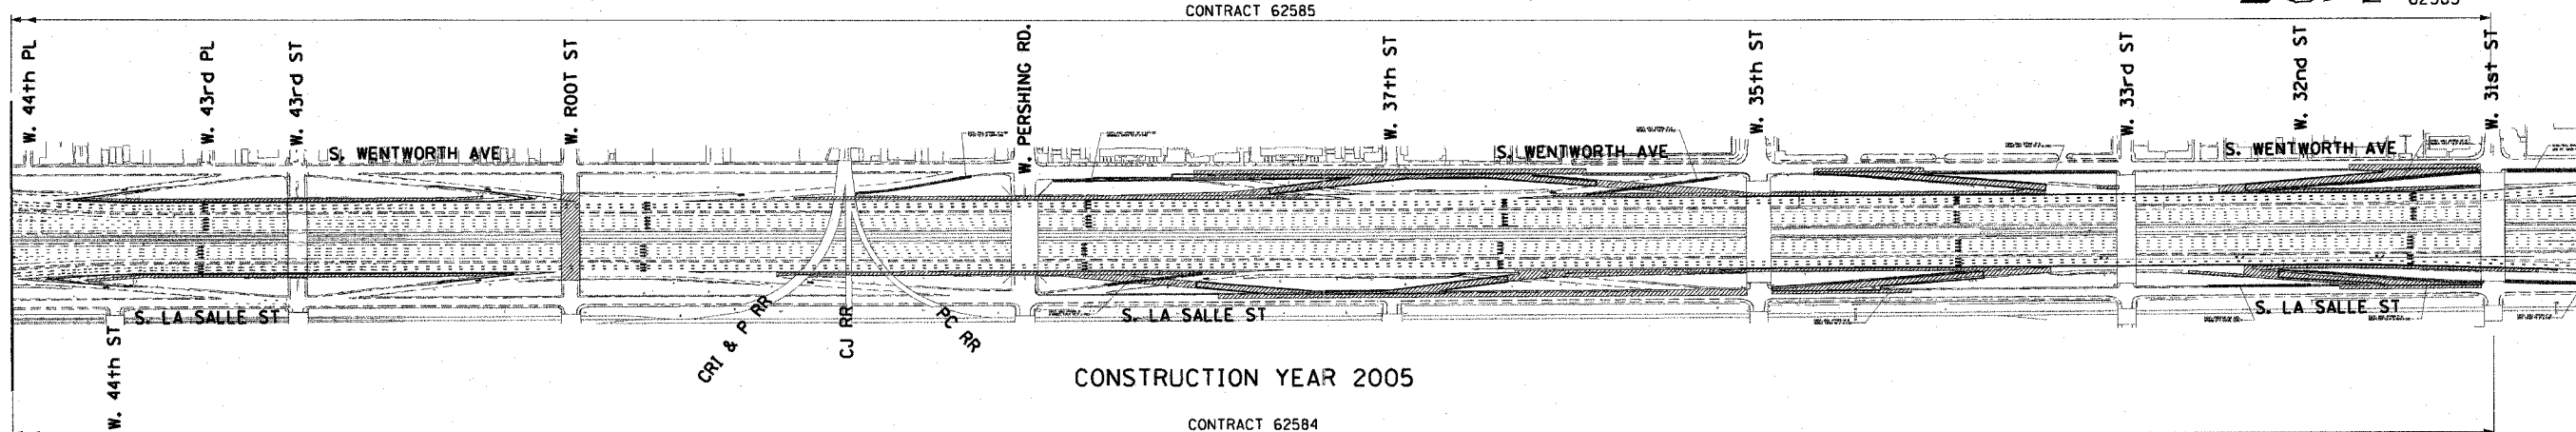 CONTRACT 62585
62585
W. 44th PL
W. 43rd PL
W. 43rd ST
W. ROOT ST
W. PERSHING RD.
W. 37th ST
W. 35th ST
W. 33rd ST
W. 32nd ST
W. 31st ST
S. WENTWORTH AVE
S. WENTWORTH AVE
S. WENTWORTH AVE
W. 44th ST
S. LA SALLE ST
CRI & P RR
CJ RR
PC RR
S. LA SALLE ST
S. LA SALLE ST
CONSTRUCTION YEAR 2005
CONTRACT 62584